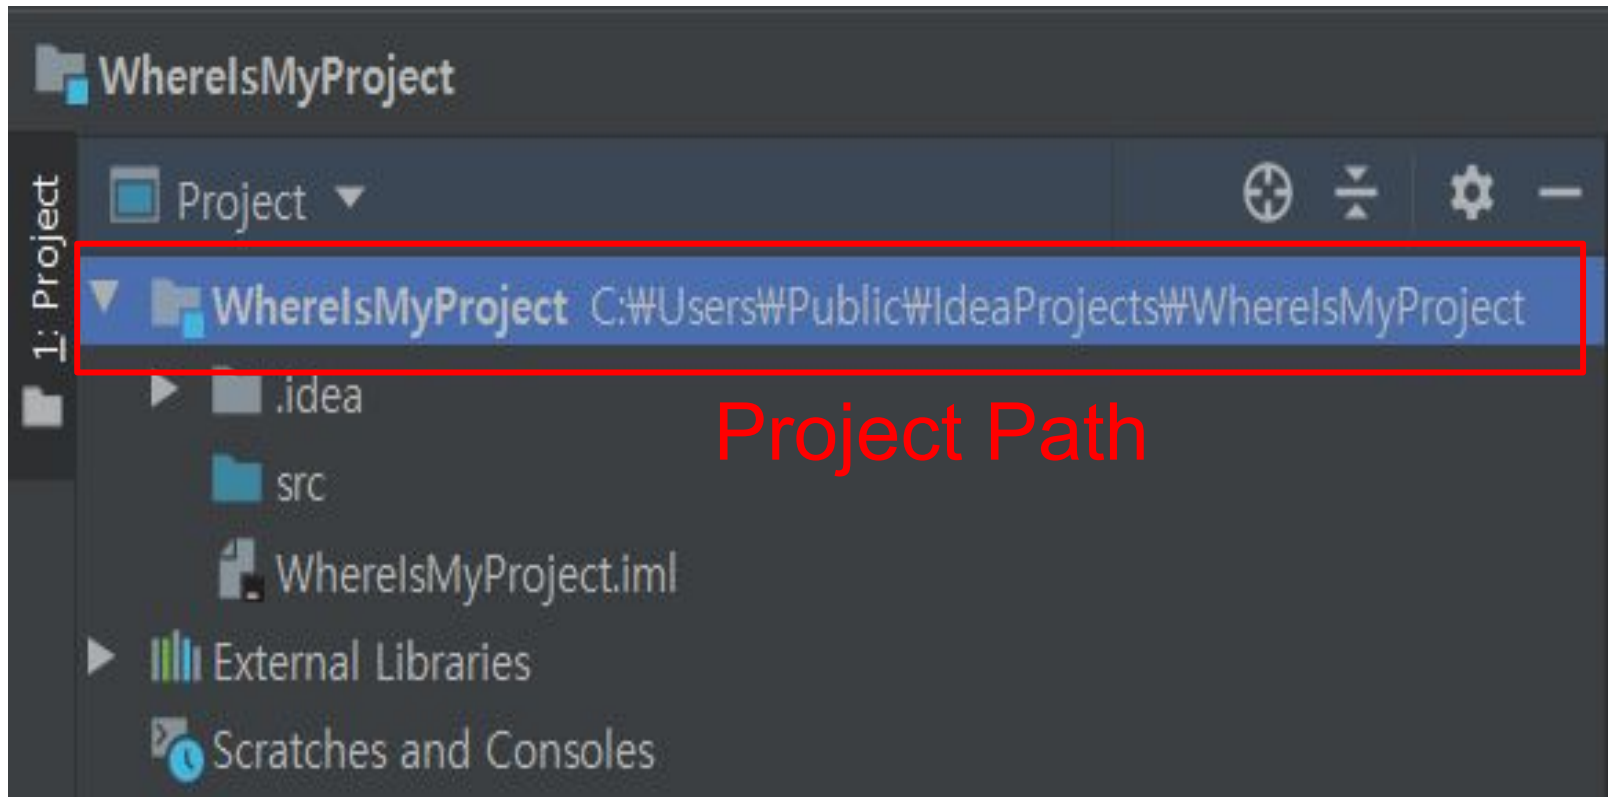 WhereIsMyProject
1: Project
Project
WhereIsMyProject C:₩Users₩Public₩IdeaProjects₩WhereIsMyProject
.idea
Project Path
src
WhereIsMyProject.iml
External Libraries
Scratches and Consoles